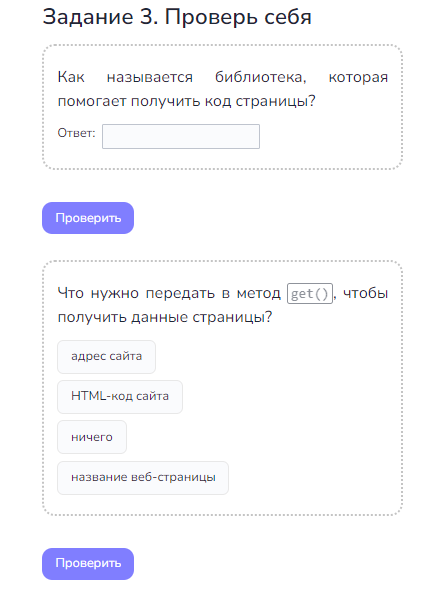 Задание 3. Проверь себя
Как называется библиотека, которая
помогает получить код страницы?
Ответ:
Проверить
Что нужно передать в метод get(), чтобы
получить данные страницы?
адрес сайта
HTML-код сайта
ничего
название веб-страницы
Проверить